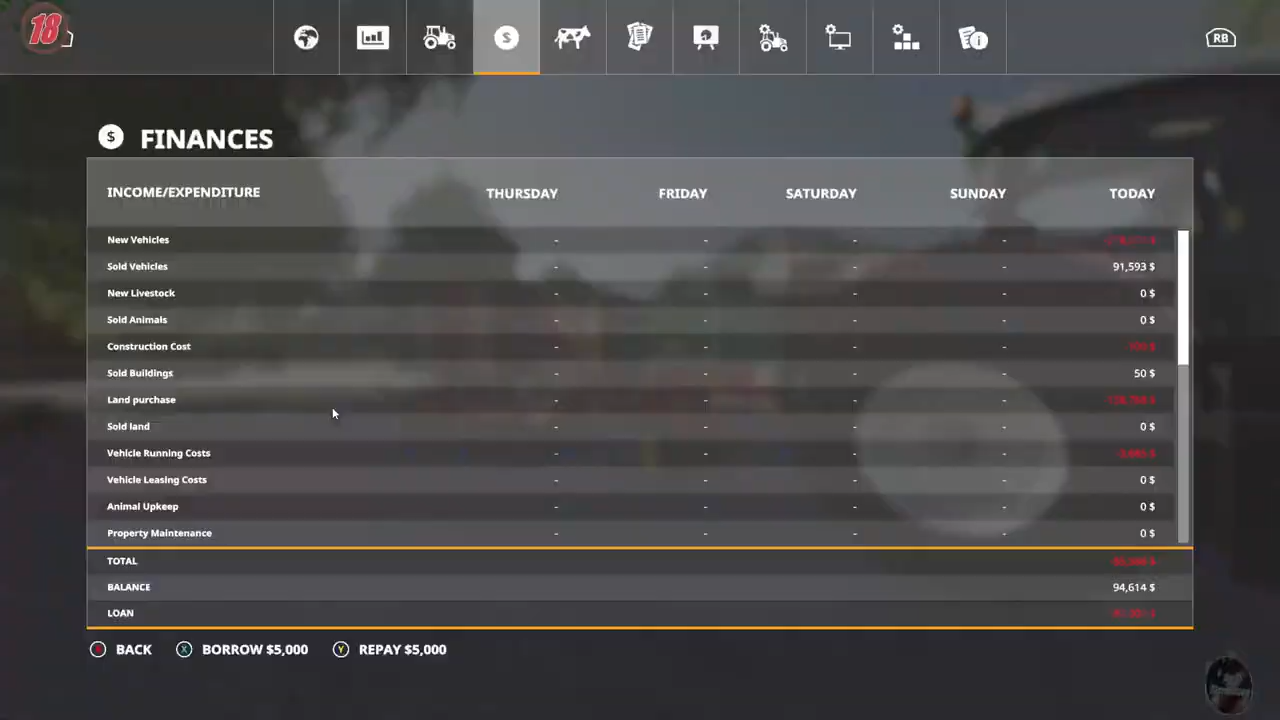 18
RB
$ FINANCES
INCOME/EXPENDITURE THURSDAY FRIDAY SATURDAY SUNDAY TODAY
New Vehicles - - - -
Sold Vehicles - - - - 91,593 $
New Livestock - - - - 0 $
Sold Animals - - - - 0 $
Construction Cost - - - -
Sold Buildings - - - - 50 $
Land purchase - - - -
Sold land - - - - 0 $
Vehicle Running Costs - - - -
Vehicle Leasing Costs - - - - 0 $
Animal Upkeep - - - - 0 $
Property Maintenance - - - - 0 $
TOTAL
BALANCE 94,614 $
LOAN
BACK X BORROW $5,000 Y REPAY $5,000